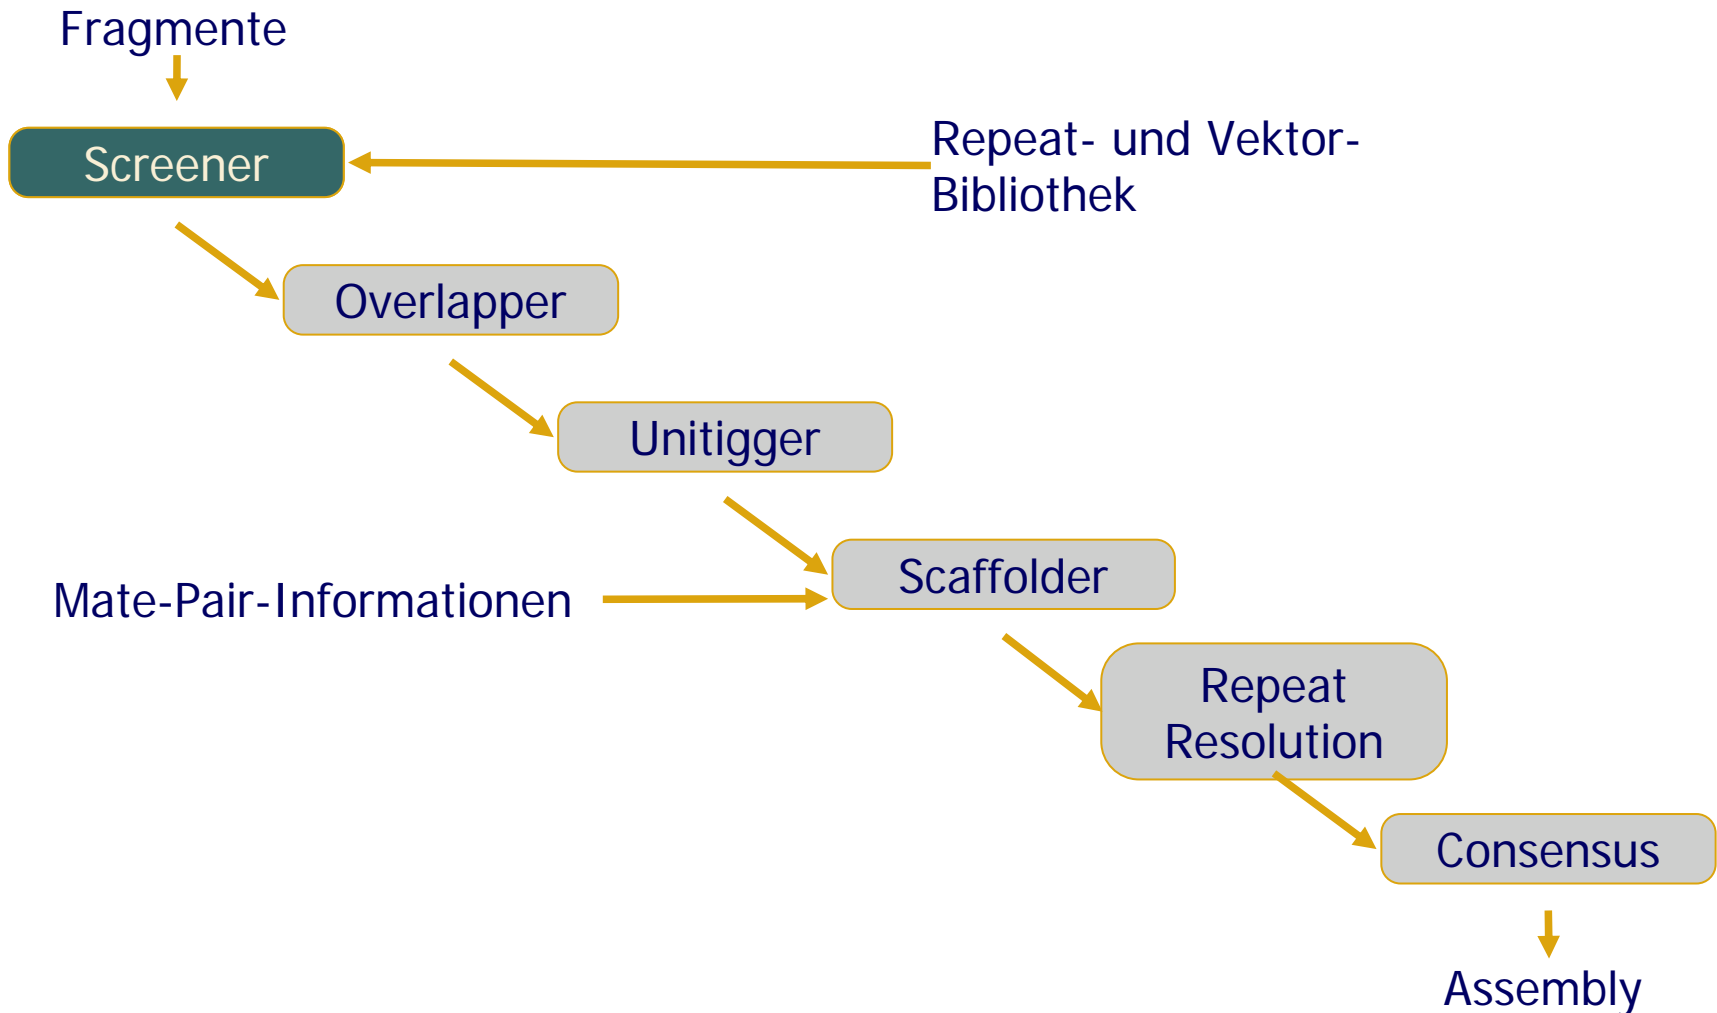 Fragmente
Screener
Repeat- und Vektor-
Bibliothek
Overlapper
Unitigger
Scaffolder
Mate-Pair-Informationen
Repeat
Resolution
Consensus
Assembly